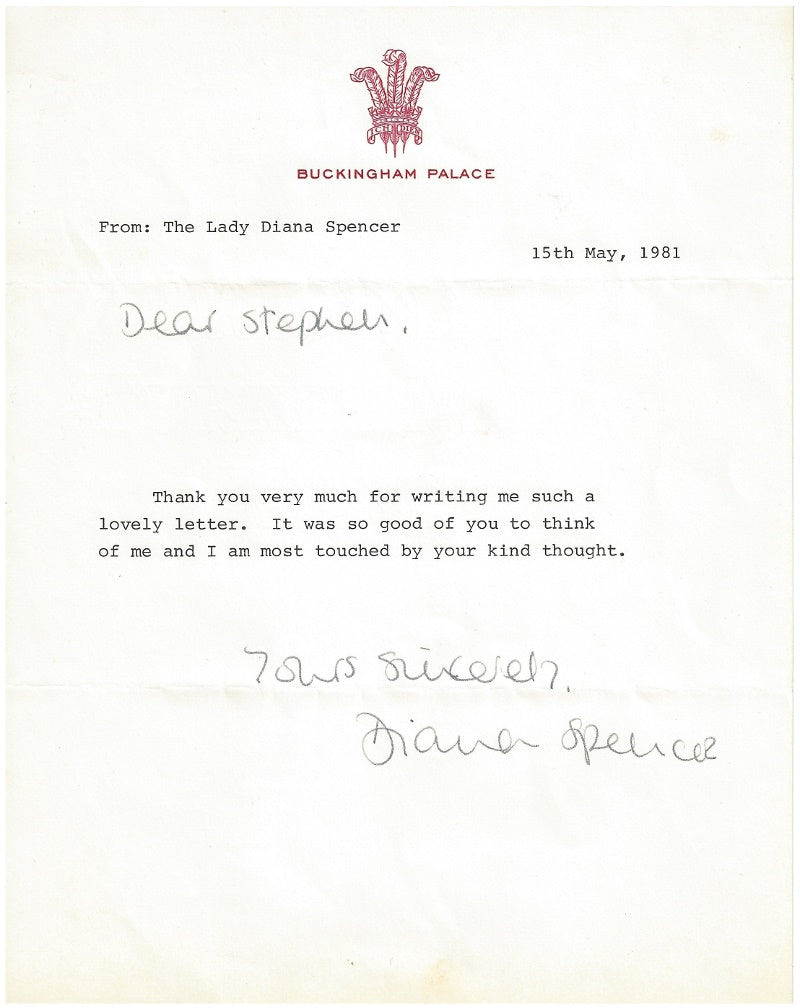 BUCKINGHAM PALACE
From: The Lady Diana Spencer
15th May, 1981
Dear Stephen,
Thank you very much for writing me such a
lovely letter. It was so good of you to think
of me and I am most touched by your kind thought.
Yours sincerely,
Diana Spencer